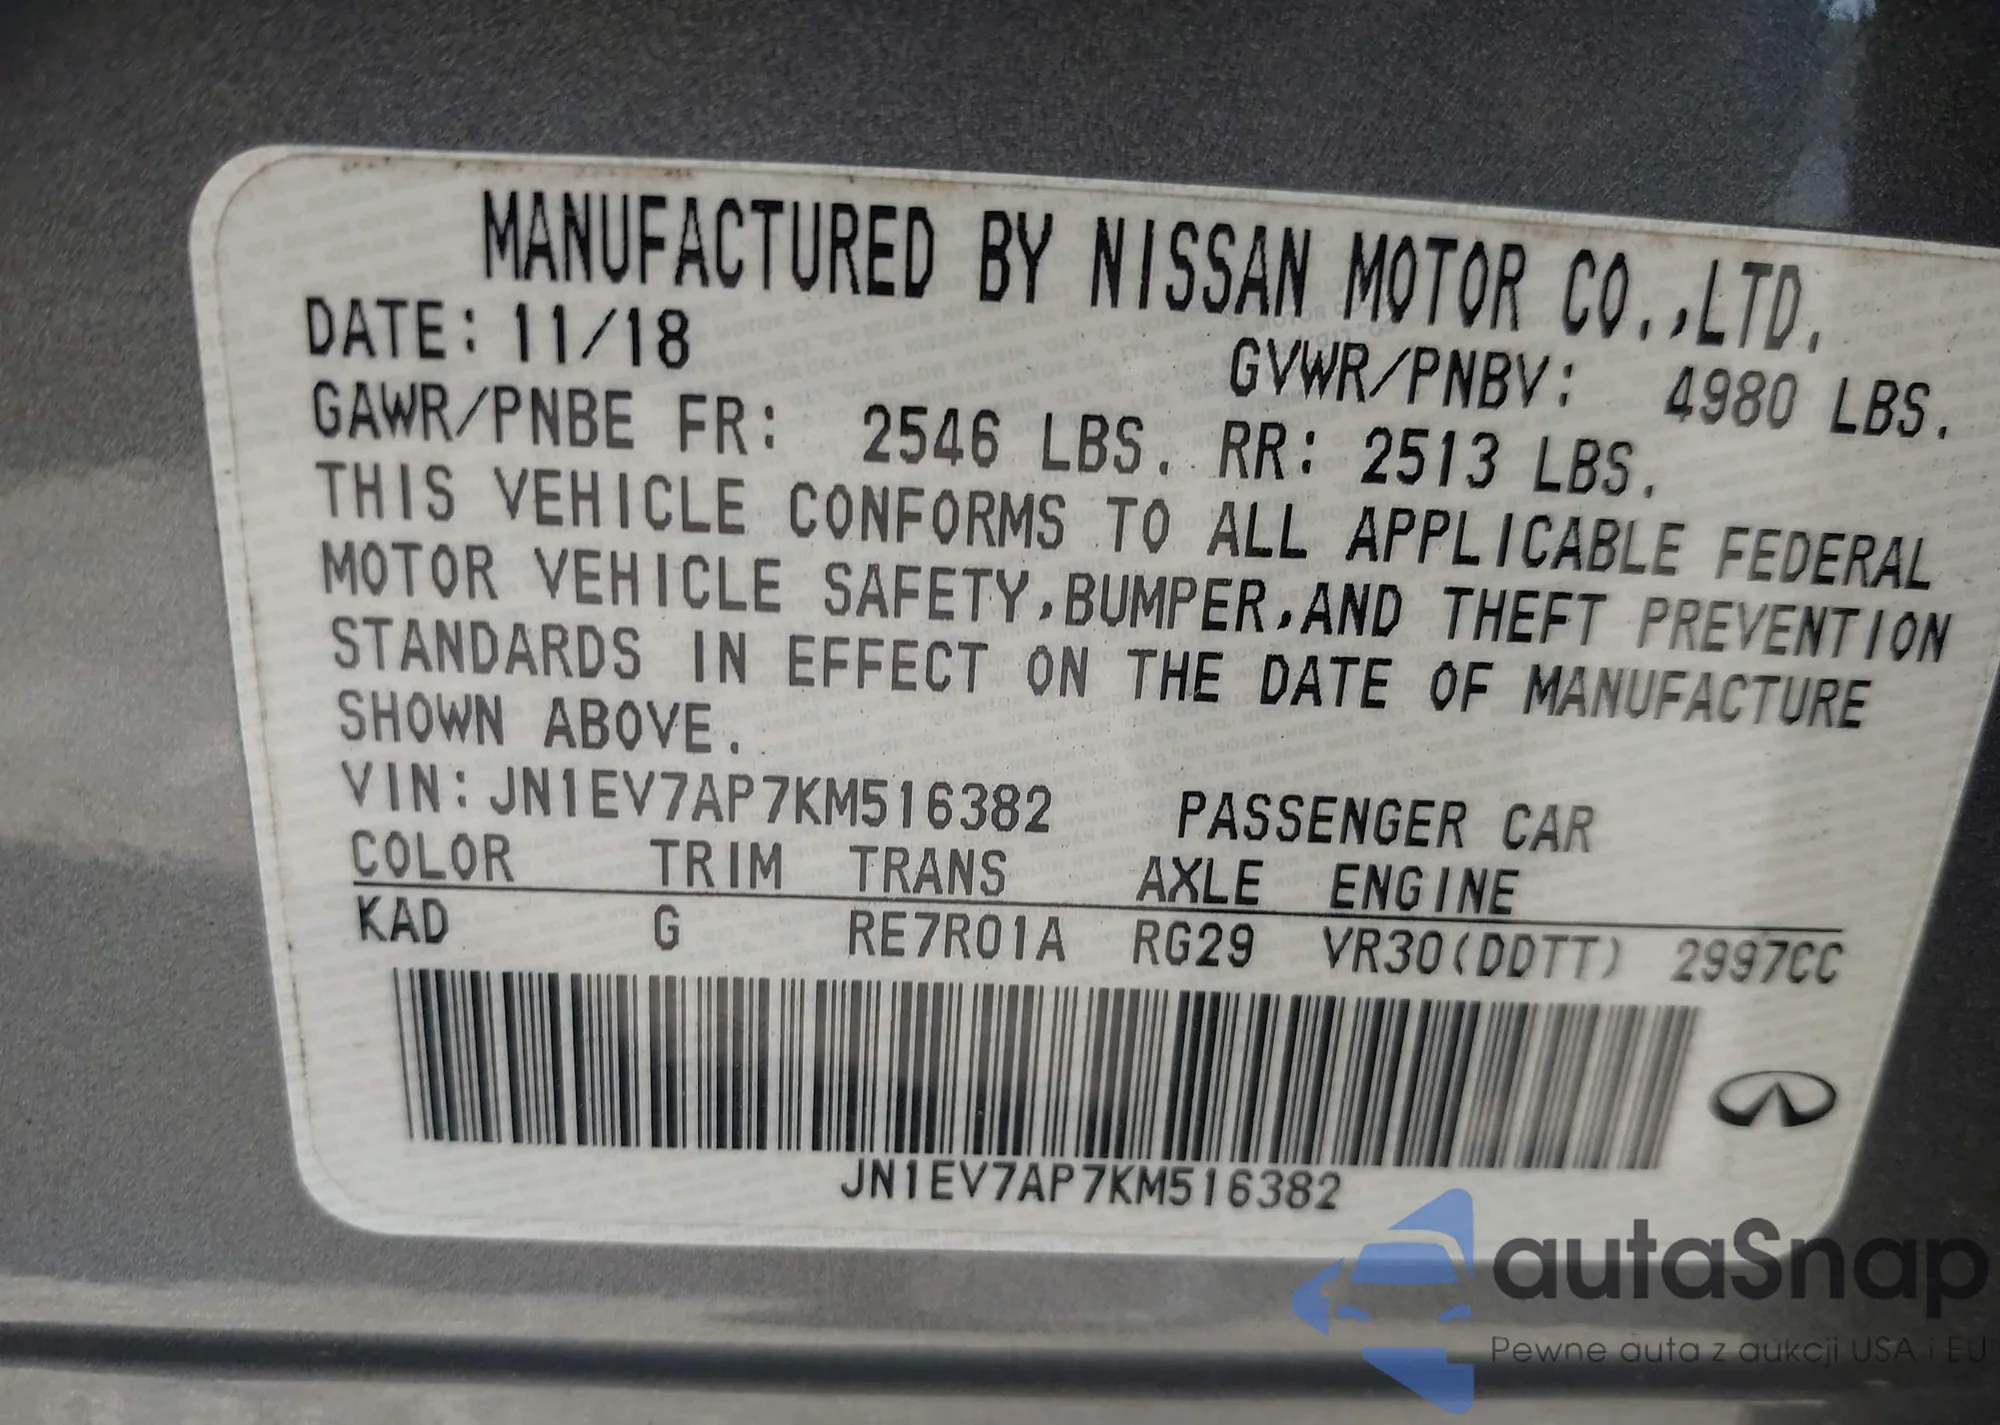 MANUFACTURED BY NISSAN MOTOR CO.,LTD.
DATE: 11/18 GVWR/PNBV: 4980 LBS.
GAWR/PNBE FR: 2546 LBS. RR: 2513 LBS.
THIS VEHICLE CONFORMS TO ALL APPLICABLE FEDERAL
MOTOR VEHICLE SAFETY,BUMPER,AND THEFT PREVENTION
STANDARDS IN EFFECT ON THE DATE OF MANUFACTURE
SHOWN ABOVE.
VIN: JN1EV7AP7KM516382 PASSENGER CAR
COLOR TRIM TRANS AXLE ENGINE
KAD G RE7R01A RG29 VR30(DDTT) 2997CC
JN1EV7AP7KM516382
autaSnap
Pewne auta z aukcji USA i EU